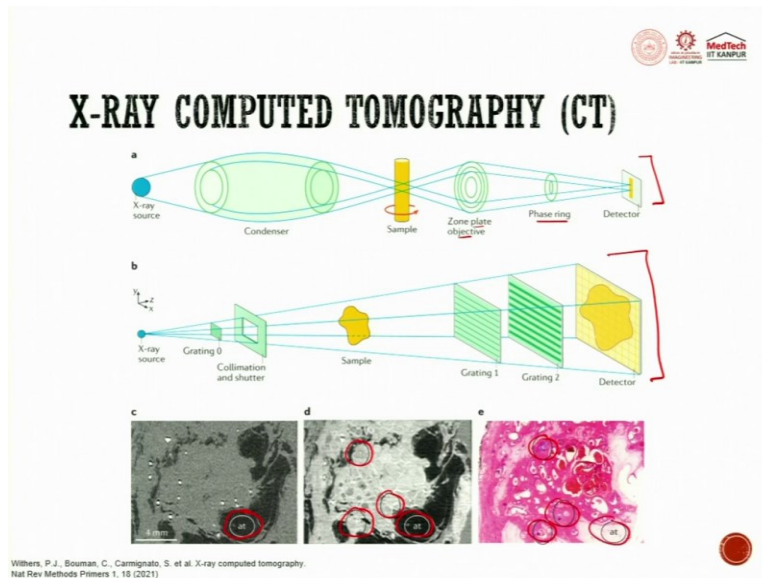 MedTech
IIT KANPUR
X-RAY COMPUTED TOMOGRAPHY (CT)
a
X-ray
source
Condenser
Sample
Zone plate
objective
Phase ring
Detector
b
y
z
x
X-ray
source
Grating 0
Collimation
and shutter
Sample
Grating 1
Grating 2
Detector
c
d
e
4 mm
at
at
at
Withers, P.J., Bouman, C., Carmignato, S. et al. X-ray computed tomography.
Nat Rev Methods Primers 1, 18 (2021)